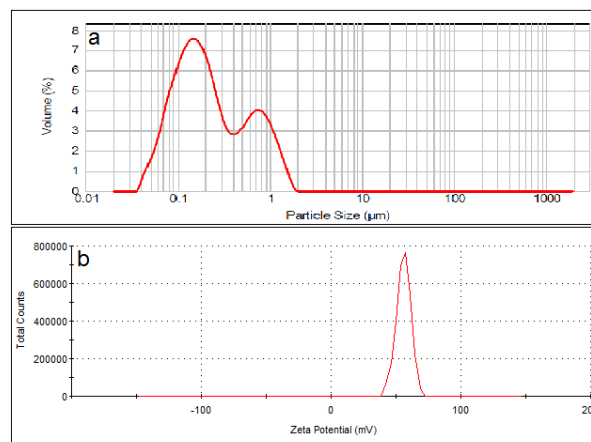 a
8
7
6
5
4
3
2
1
0
Volume (%)
0.01 0.1 1 10 100 1000
Particle Size (µm)
b
800000
600000
400000
200000
0
Total Counts
-100 0 100 200
Zeta Potential (mV)